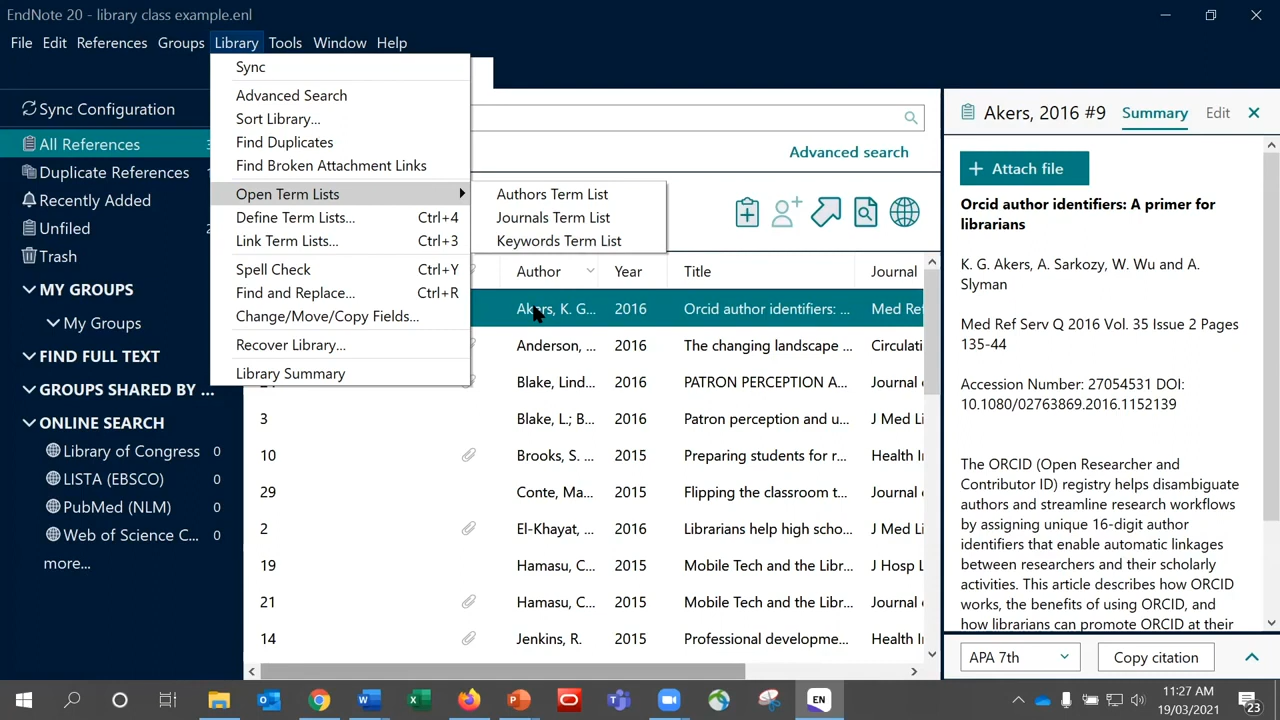 EndNote 20 - library class example.enl
File Edit References Groups Library Tools Window Help
Sync
Advanced Search
Sort Library...
Find Duplicates
Find Broken Attachment Links
Open Term Lists
Define Term Lists... Ctrl+4
Link Term Lists... Ctrl+3
Spell Check Ctrl+Y
Find and Replace... Ctrl+R
Change/Move/Copy Fields...
Recover Library...
Library Summary
Authors Term List
Journals Term List
Keywords Term List
Sync Configuration
All References
Duplicate References
Recently Added
Unfiled
Trash
MY GROUPS
My Groups
FIND FULL TEXT
GROUPS SHARED BY ...
ONLINE SEARCH
Library of Congress 0
LISTA (EBSCO) 0
PubMed (NLM) 0
Web of Science C... 0
more...
Advanced search
Author Year Title Journal
Akers, K. G... 2016 Orcid author identifiers: ... Med Ref
Anderson, ... 2016 The changing landscape ... Circulati
Blake, Lind... 2016 PATRON PERCEPTION A... Journal
3 Blake, L.; B... 2016 Patron perception and u... J Med Li
10 Brooks, S. ... 2015 Preparing students for r... Health I
29 Conte, Ma... 2015 Flipping the classroom t... Journal
2 El-Khayat, ... 2016 Librarians help high scho... J Med Li
19 Hamasu, C... 2015 Mobile Tech and the Libr... J Hosp L
21 Hamasu, C... 2015 Mobile Tech and the Libr... Journal
14 Jenkins, R. 2015 Professional developme... Health I
Akers, 2016 #9 Summary Edit
+ Attach file
Orcid author identifiers: A primer for
librarians
K. G. Akers, A. Sarkozy, W. Wu and A.
Slyman
Med Ref Serv Q 2016 Vol. 35 Issue 2 Pages
135-44
Accession Number: 27054531 DOI:
10.1080/02763869.2016.1152139
The ORCID (Open Researcher and
Contributor ID) registry helps disambiguate
authors and streamline research workflows
by assigning unique 16-digit author
identifiers that enable automatic linkages
between researchers and their scholarly
activities. This article describes how ORCID
works, the benefits of using ORCID, and
how librarians can promote ORCID at their
APA 7th Copy citation
EN
11:27 AM
19/03/2021
23